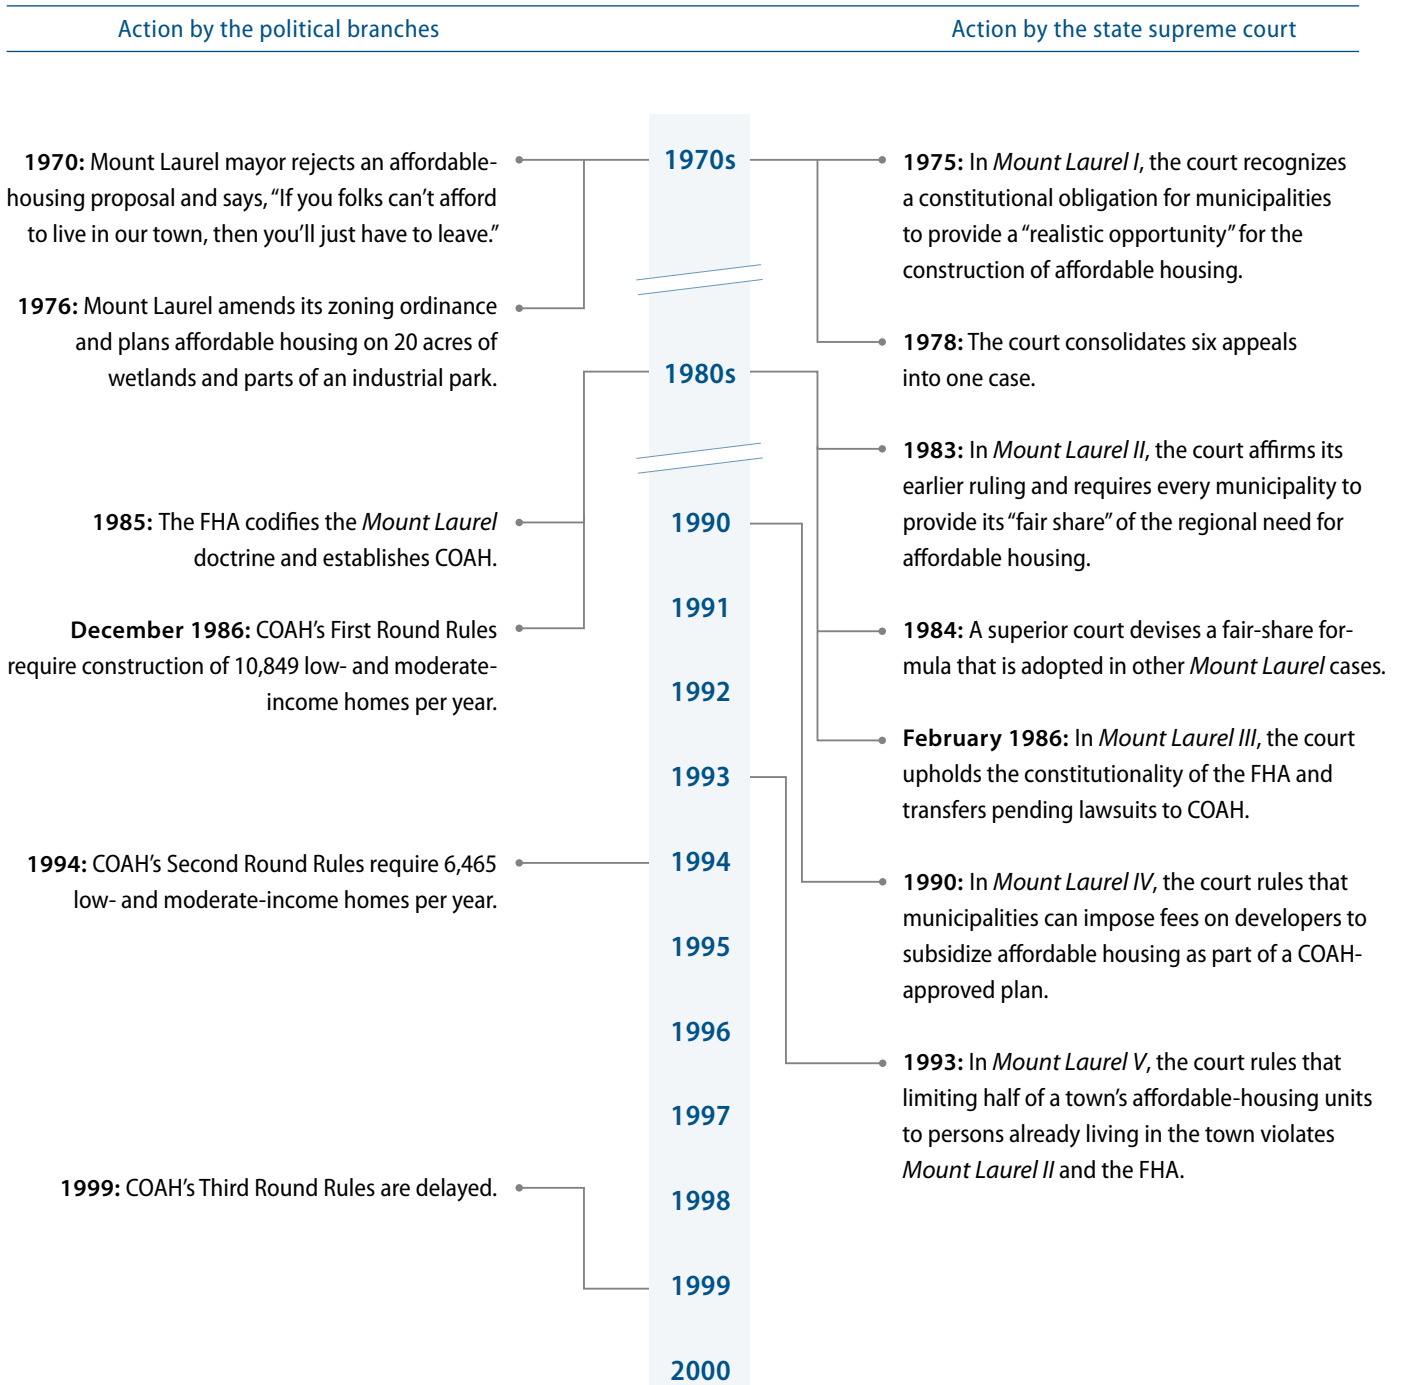 Action by the political branches
Action by the state supreme court
1970: Mount Laurel mayor rejects an affordable-
housing proposal and says, “If you folks can’t afford
to live in our town, then you’ll just have to leave.”
1976: Mount Laurel amends its zoning ordinance
and plans affordable housing on 20 acres of
wetlands and parts of an industrial park.
1985: The FHA codifies the Mount Laurel
doctrine and establishes COAH.
December 1986: COAH’s First Round Rules
require construction of 10,849 low- and moderate-
income homes per year.
1994: COAH’s Second Round Rules require 6,465
low- and moderate-income homes per year.
1999: COAH’s Third Round Rules are delayed.
1970s
1980s
1990
1991
1992
1993
1994
1995
1996
1997
1998
1999
2000
1975: In Mount Laurel I, the court recognizes
a constitutional obligation for municipalities
to provide a “realistic opportunity” for the
construction of affordable housing.
1978: The court consolidates six appeals
into one case.
1983: In Mount Laurel II, the court affirms its
earlier ruling and requires every municipality to
provide its “fair share” of the regional need for
affordable housing.
1984: A superior court devises a fair-share for-
mula that is adopted in other Mount Laurel cases.
February 1986: In Mount Laurel III, the court
upholds the constitutionality of the FHA and
transfers pending lawsuits to COAH.
1990: In Mount Laurel IV, the court rules that
municipalities can impose fees on developers to
subsidize affordable housing as part of a COAH-
approved plan.
1993: In Mount Laurel V, the court rules that
limiting half of a town’s affordable-housing units
to persons already living in the town violates
Mount Laurel II and the FHA.